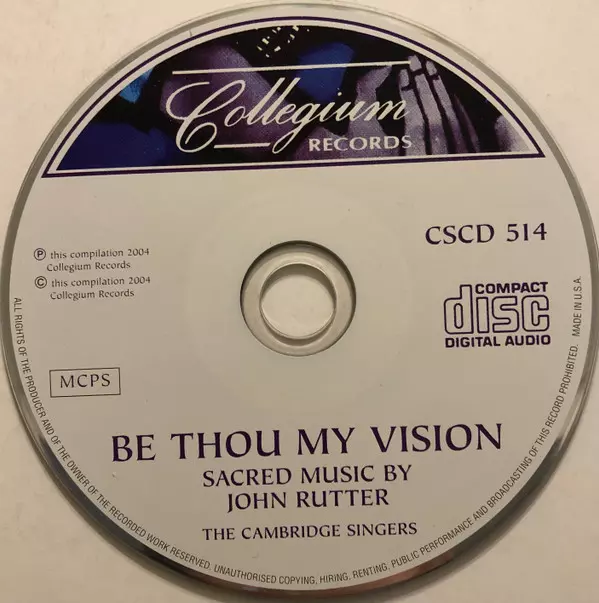 Collegium
RECORDS
CSCD 514
℗ this compilation 2004
Collegium Records
© this compilation 2004
Collegium Records
COMPACT
disc
DIGITAL AUDIO
MCPS
BE THOU MY VISION
SACRED MUSIC BY
JOHN RUTTER
THE CAMBRIDGE SINGERS
ALL RIGHTS OF THE PRODUCER AND OF THE OWNER OF THE RECORDED WORK RESERVED. UNAUTHORISED COPYING, HIRING, RENTING, PUBLIC PERFORMANCE AND BROADCASTING OF THIS RECORD PROHIBITED. MADE IN U.S.A.